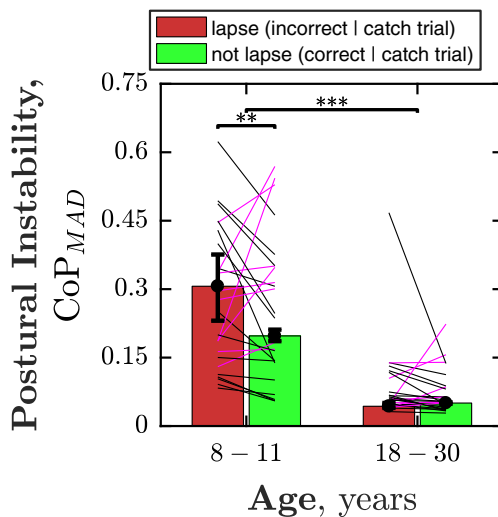 lapse (incorrect | catch trial)
not lapse (correct | catch trial)
Postural Instability,
CoP_MAD
0.75
0.6
0.45
0.3
0.15
0
**
***
8 – 11
18 – 30
Age, years